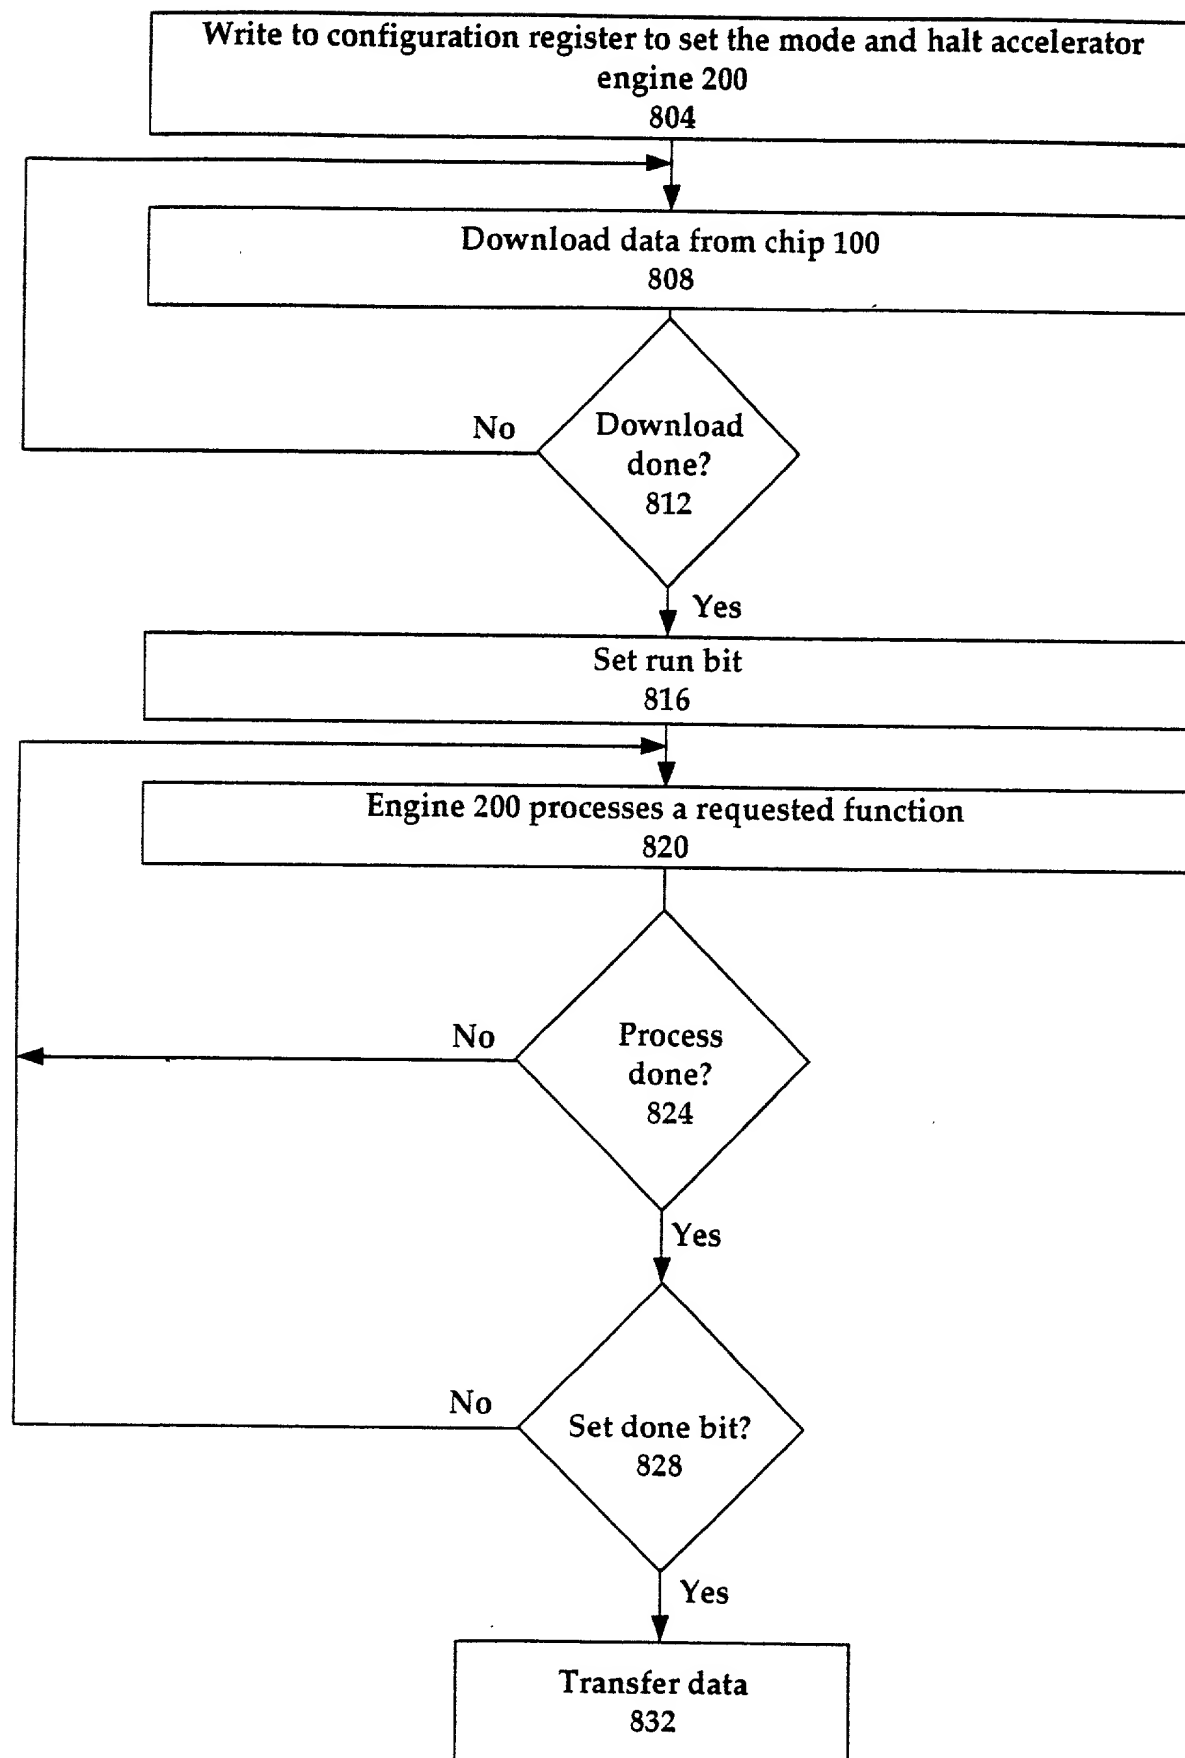 Write to configuration register to set the mode and halt accelerator
engine 200
804
Download data from chip 100
808
No
Download
done?
812
Yes
Set run bit
816
Engine 200 processes a requested function
820
No
Process
done?
824
Yes
No
Set done bit?
828
Yes
Transfer data
832